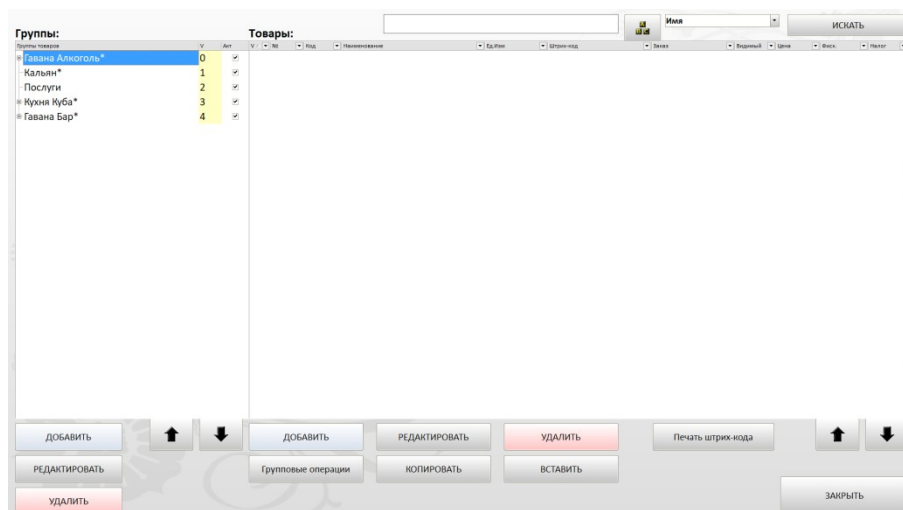 Имя
ИСКАТЬ
Группы:
Товары:
Группы товаров V Акт
V № Код Наименование Ед.Изм Штрих-код Заказ Видимый Цена Фиск. Налог
Гавана Алкоголь* 0
Кальян* 1
Послуги 2
Кухня Куба* 3
Гавана Бар* 4
ДОБАВИТЬ
ДОБАВИТЬ РЕДАКТИРОВАТЬ УДАЛИТЬ Печать штрих-кода
РЕДАКТИРОВАТЬ
Групповые операции КОПИРОВАТЬ ВСТАВИТЬ
УДАЛИТЬ
ЗАКРЫТЬ